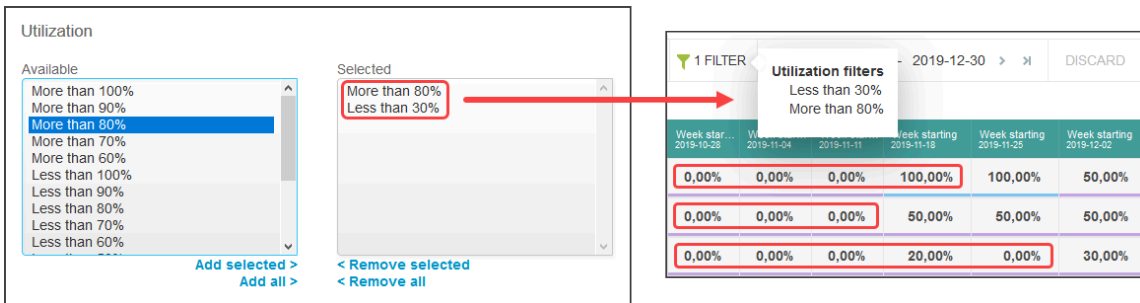 Utilization
Available
More than 100%
More than 90%
More than 80%
More than 70%
More than 60%
Less than 100%
Less than 90%
Less than 80%
Less than 70%
Less than 60%
Add selected >
Add all >
Selected
More than 80%
Less than 30%
< Remove selected
< Remove all
1 FILTER
Utilization filters
Less than 30%
More than 80%
- 2019-12-30 > DISCARD
Week star... Week starting Week starting Week starting
2019-10-28 2019-11-04 2019-11-11 2019-11-18 2019-11-25 2019-12-02
0,00% 0,00% 0,00% 100,00% 100,00% 50,00%
0,00% 0,00% 0,00% 50,00% 50,00% 50,00%
0,00% 0,00% 0,00% 20,00% 0,00% 30,00%